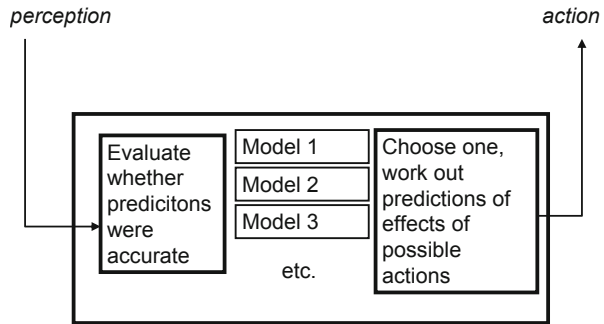 perception
action
Evaluate
whether
predicitons
were
accurate
Model 1
Model 2
Model 3
etc.
Choose one,
work out
predictions of
effects of
possible
actions